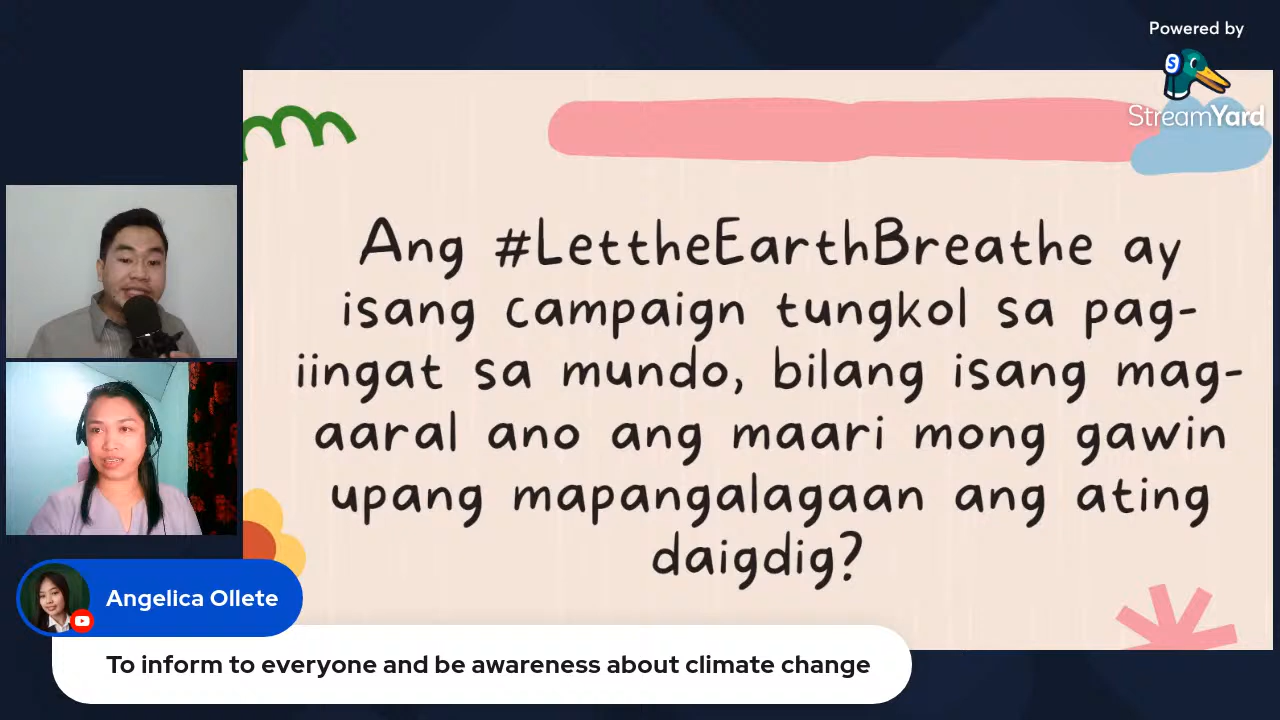 Powered by
S
StreamYard
Ang #LettheEarthBreathe ay
isang campaign tungkol sa pag-
iingat sa mundo, bilang isang mag-
aaral ano ang maari mong gawin
upang mapangalagaan ang ating
daigdig?
Angelica Ollete
To inform to everyone and be awareness about climate change